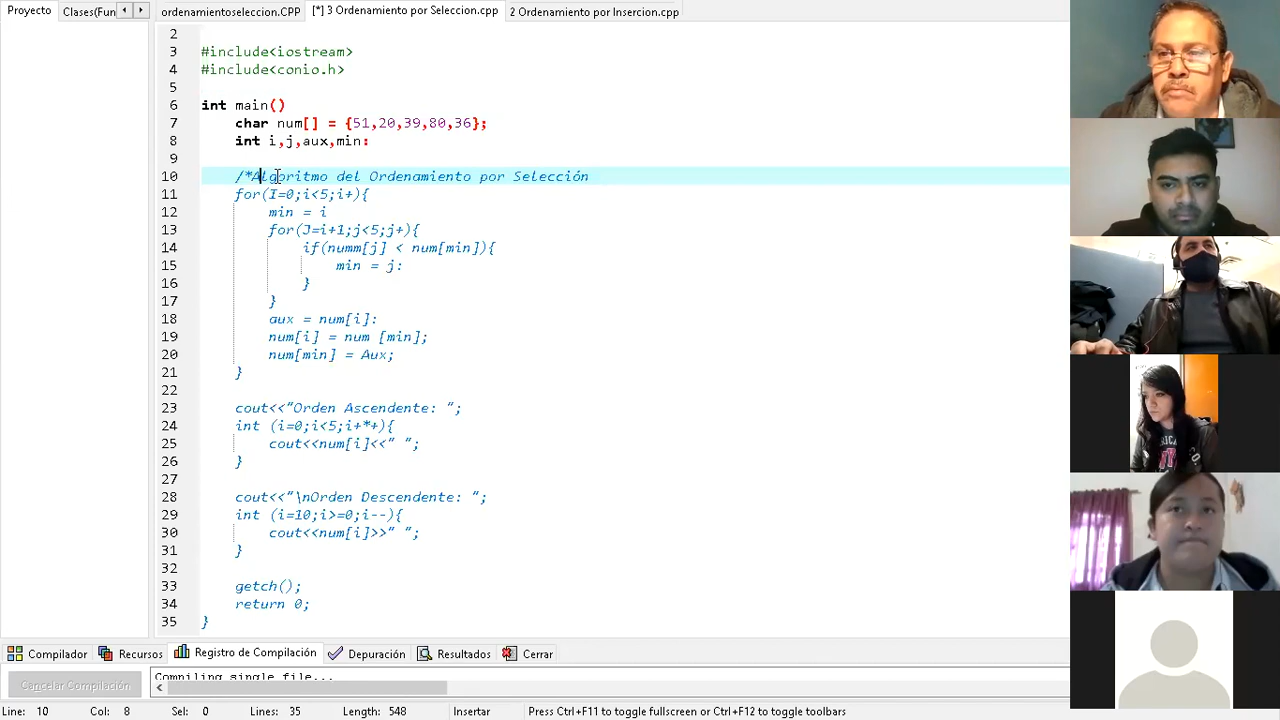 Proyecto Clases(Fun ordenamientoseleccion.CPP [*] 3 Ordenamiento por Seleccion.cpp 2 Ordenamiento por Insercion.cpp
2
3 #include<iostream>
4 #include<conio.h>
5
6 int main()
7 char num[] = {51,20,39,80,36};
8 int i,j,aux,min:
9
10 /*Algoritmo del Ordenamiento por Selección
11 for(I=0;i<5;i+){
12 min = i
13 for(J=i+1;j<5;j+){
14 if(numm[j] < num[min]){
15 min = j:
16 }
17 }
18 aux = num[i]:
19 num[i] = num [min];
20 num[min] = Aux;
21 }
22
23 cout<<"Orden Ascendente: ";
24 int (i=0;i<5;i+*+){
25 cout<<num[i]<<" ";
26 }
27
28 cout<<"\nOrden Descendente: ";
29 int (i=10;i>=0;i--){
30 cout<<num[i]>>" ";
31 }
32
33 getch();
34 return 0;
35 }
Compilador Recursos Registro de Compilación Depuración Resultados Cerrar
Cancelar Compilación Compiling single file...
Line: 10 Col: 8 Sel: 0 Lines: 35 Length: 548 Insertar Press Ctrl+F11 to toggle fullscreen or Ctrl+F12 to toggle toolbars